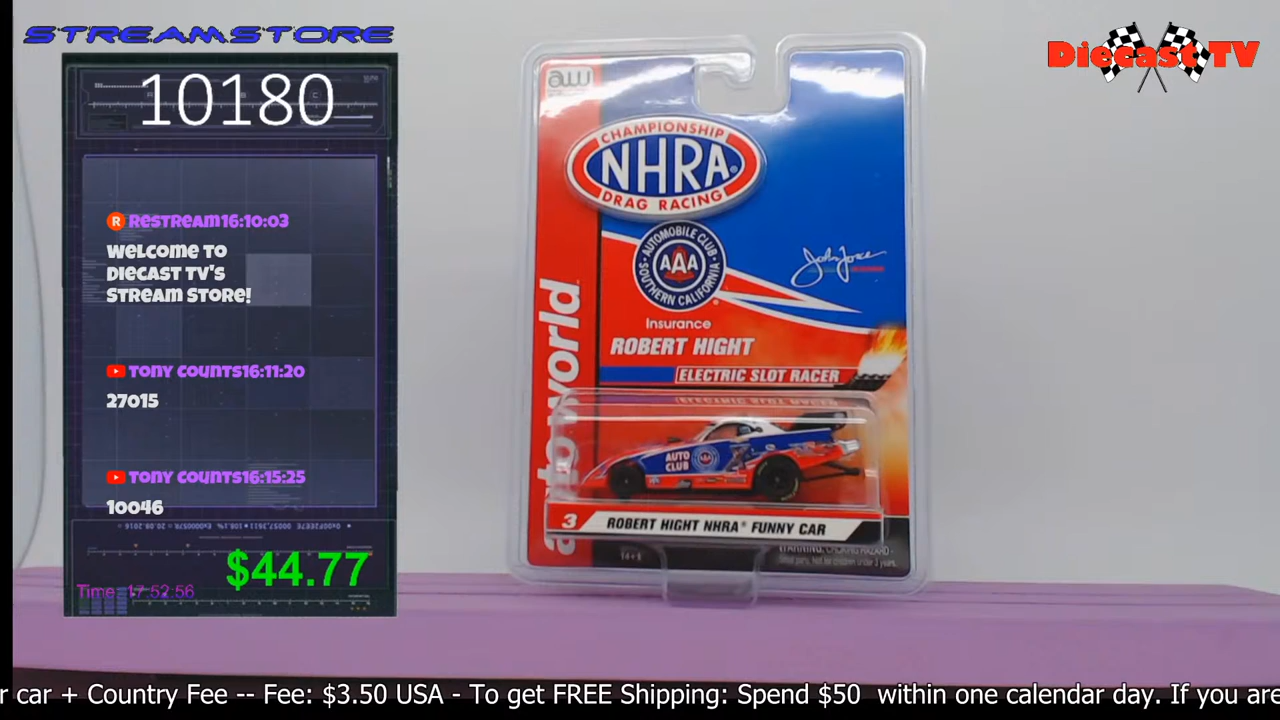 STREAMSTORE
10180
RESTREAM16:10:03
WELCOME TO
DIECAST TV'S
STREAM STORE!
TONY COUNTS16:11:20
27015
TONY COUNTS16:15:25
10046
$44.77
Time: 17:52:56
Diecast TV
aw
CHAMPIONSHIP
NHRA
DRAG RACING
AUTOMOBILE CLUB
AAA
SOUTHERN CALIFORNIA
Insurance
ROBERT HIGHT
ELECTRIC SLOT RACER
autoworld
AUTO
CLUB
3 ROBERT HIGHT NHRA® FUNNY CAR
14+
r car + Country Fee -- Fee: $3.50 USA - To get FREE Shipping: Spend $50 within one calendar day. If you are